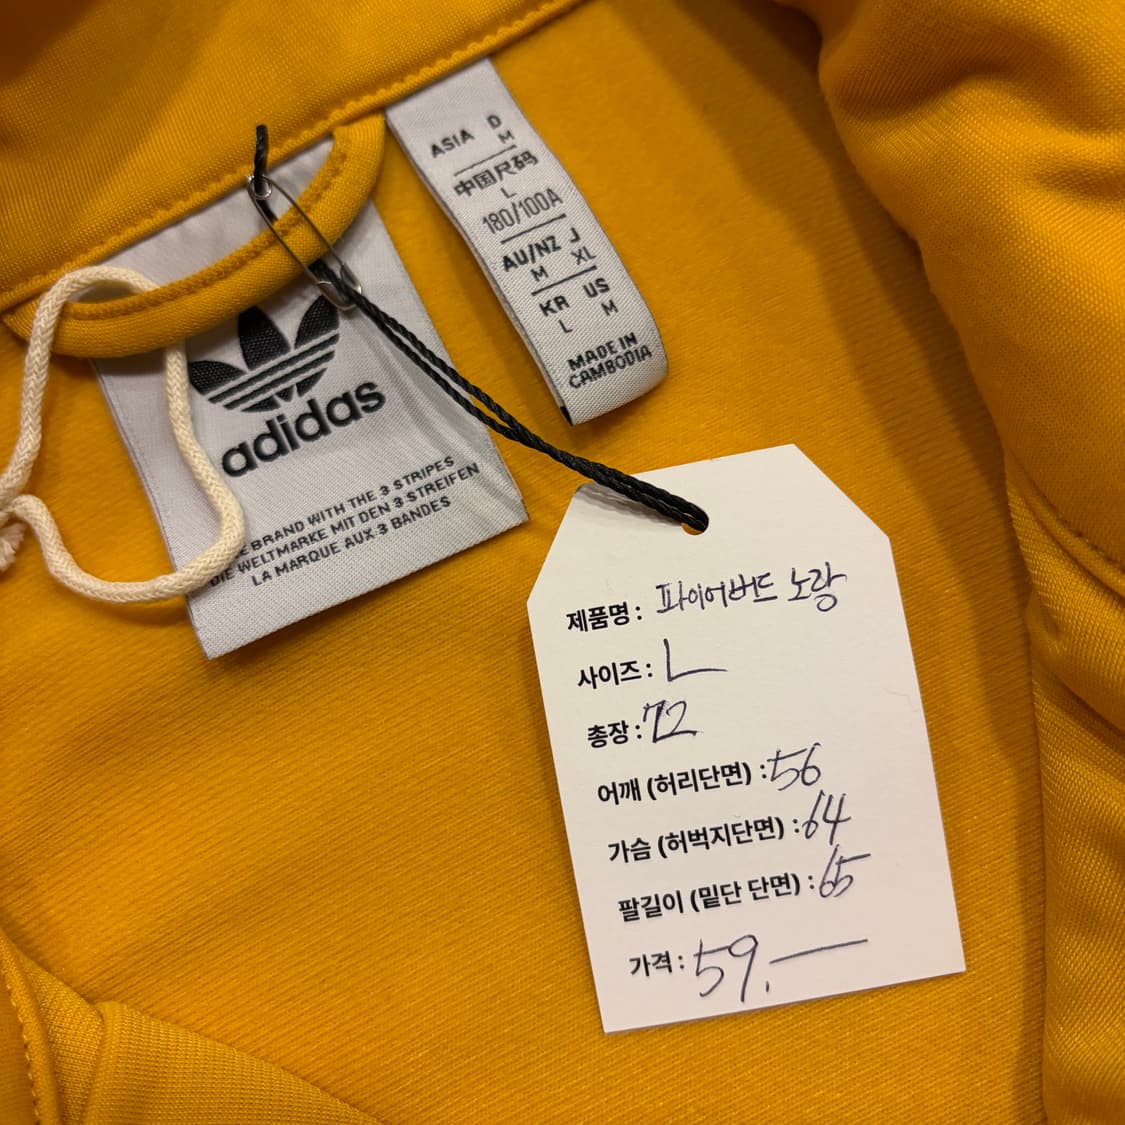 ASIA D
M
中国尺码
L
180/100A
AU/NZ J
M XL
KR US
L M
MADE IN
CAMBODIA
adidas
BRAND WITH THE 3 STRIPES
DIE WELTMARKE MIT DEN 3 STREIFEN
LA MARQUE AUX 3 BANDES
제품명 : 파이어버드 노랑
사이즈 : L
총장 : 72
어깨 (허리단면) : 56
가슴 (허벅지단면) : 64
팔길이 (밑단 단면) : 65
가격 : 59.—